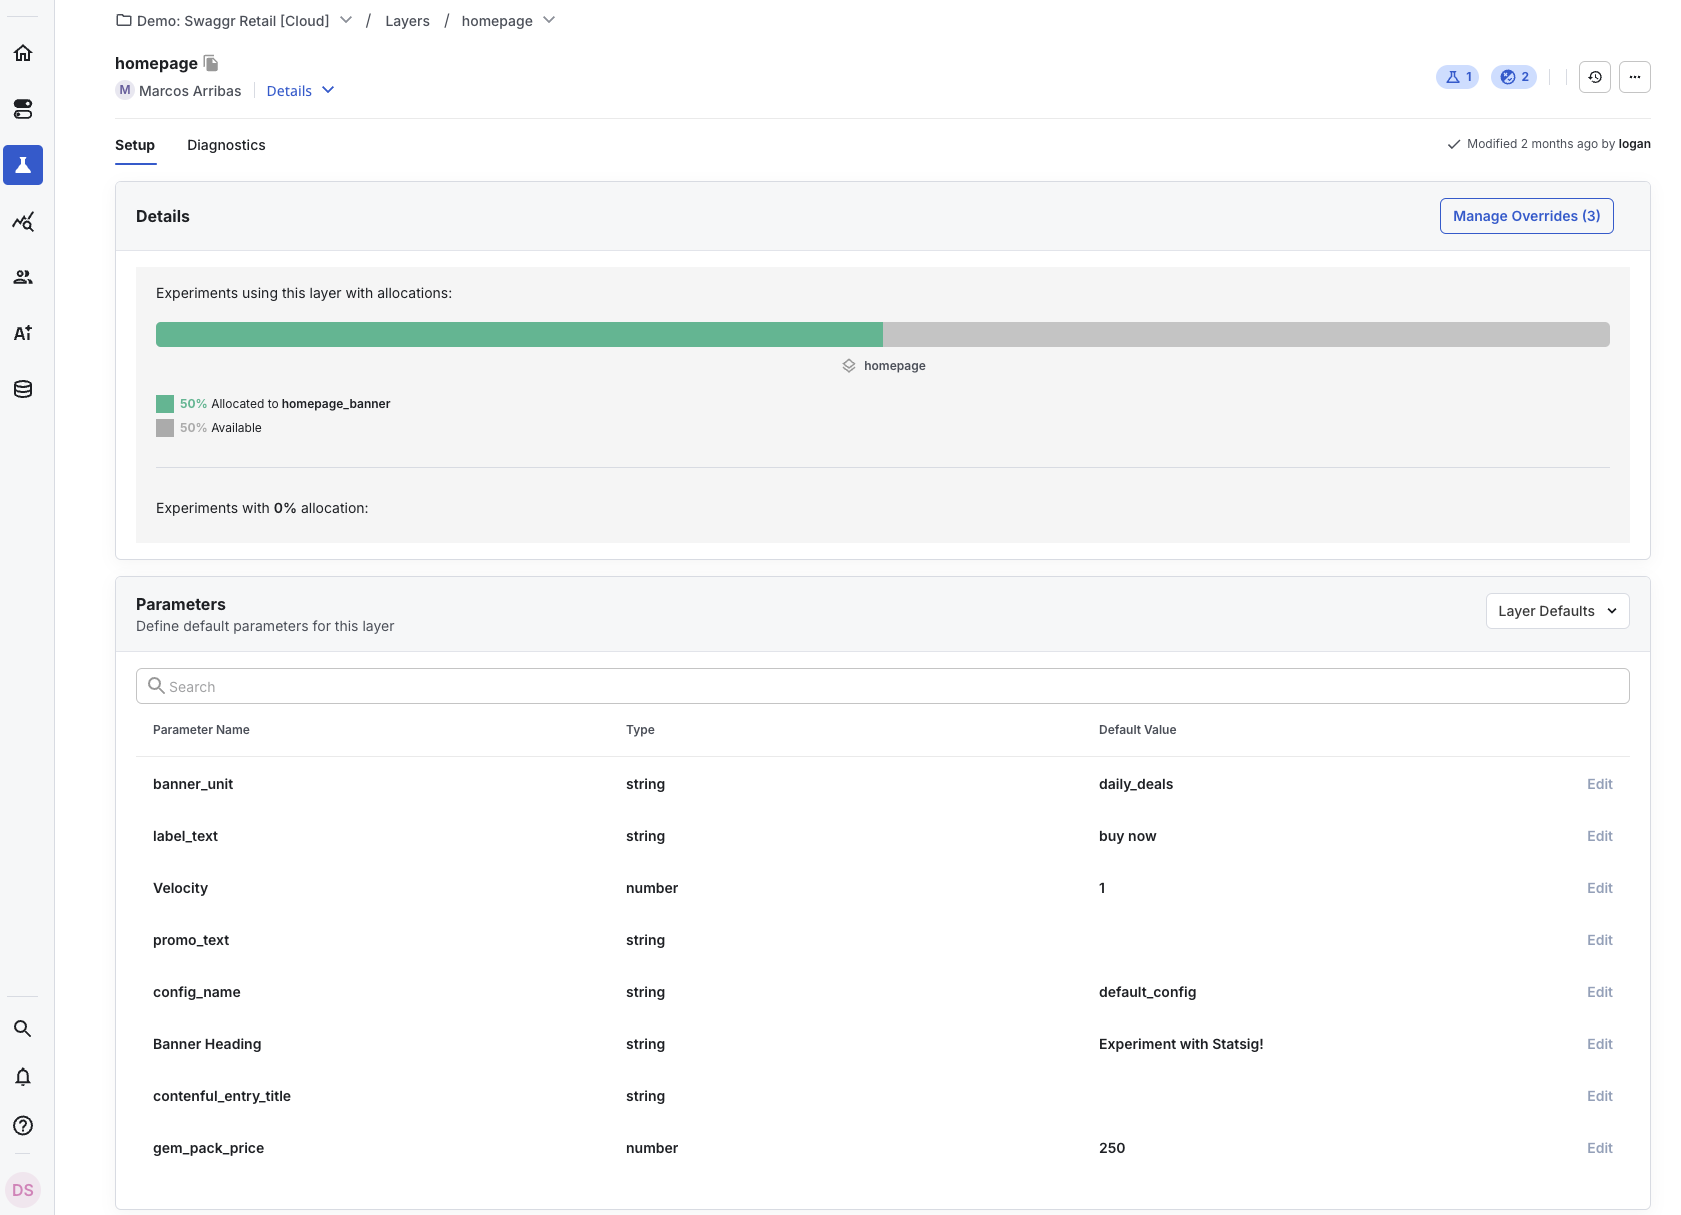 Demo: Swaggr Retail [Cloud] / Layers / homepage
homepage
M Marcos Arribas Details
1 2
Setup Diagnostics
Modified 2 months ago by logan
Details
Manage Overrides (3)
Experiments using this layer with allocations:
homepage
50% Allocated to homepage_banner
50% Available
Experiments with 0% allocation:
Parameters
Define default parameters for this layer
Layer Defaults
Search
Parameter Name Type Default Value
banner_unit string daily_deals Edit
label_text string buy now Edit
Velocity number 1 Edit
promo_text string Edit
config_name string default_config Edit
Banner Heading string Experiment with Statsig! Edit
contenful_entry_title string Edit
gem_pack_price number 250 Edit
Ai
DS